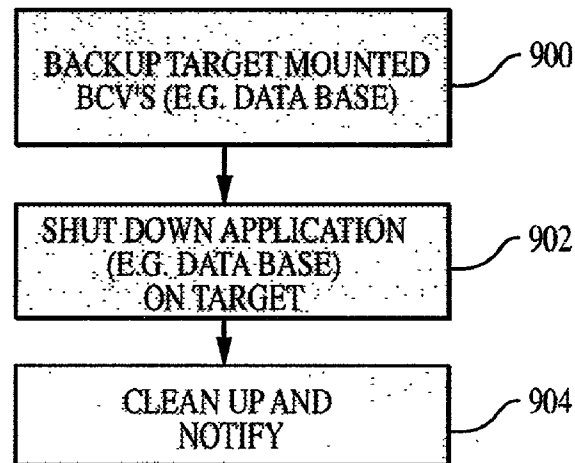 BACKUP TARGET MOUNTED
BCV'S (E.G. DATA BASE)
900
SHUT DOWN APPLICATION
(E.G. DATA BASE)
ON TARGET
902
CLEAN UP AND
NOTIFY
904